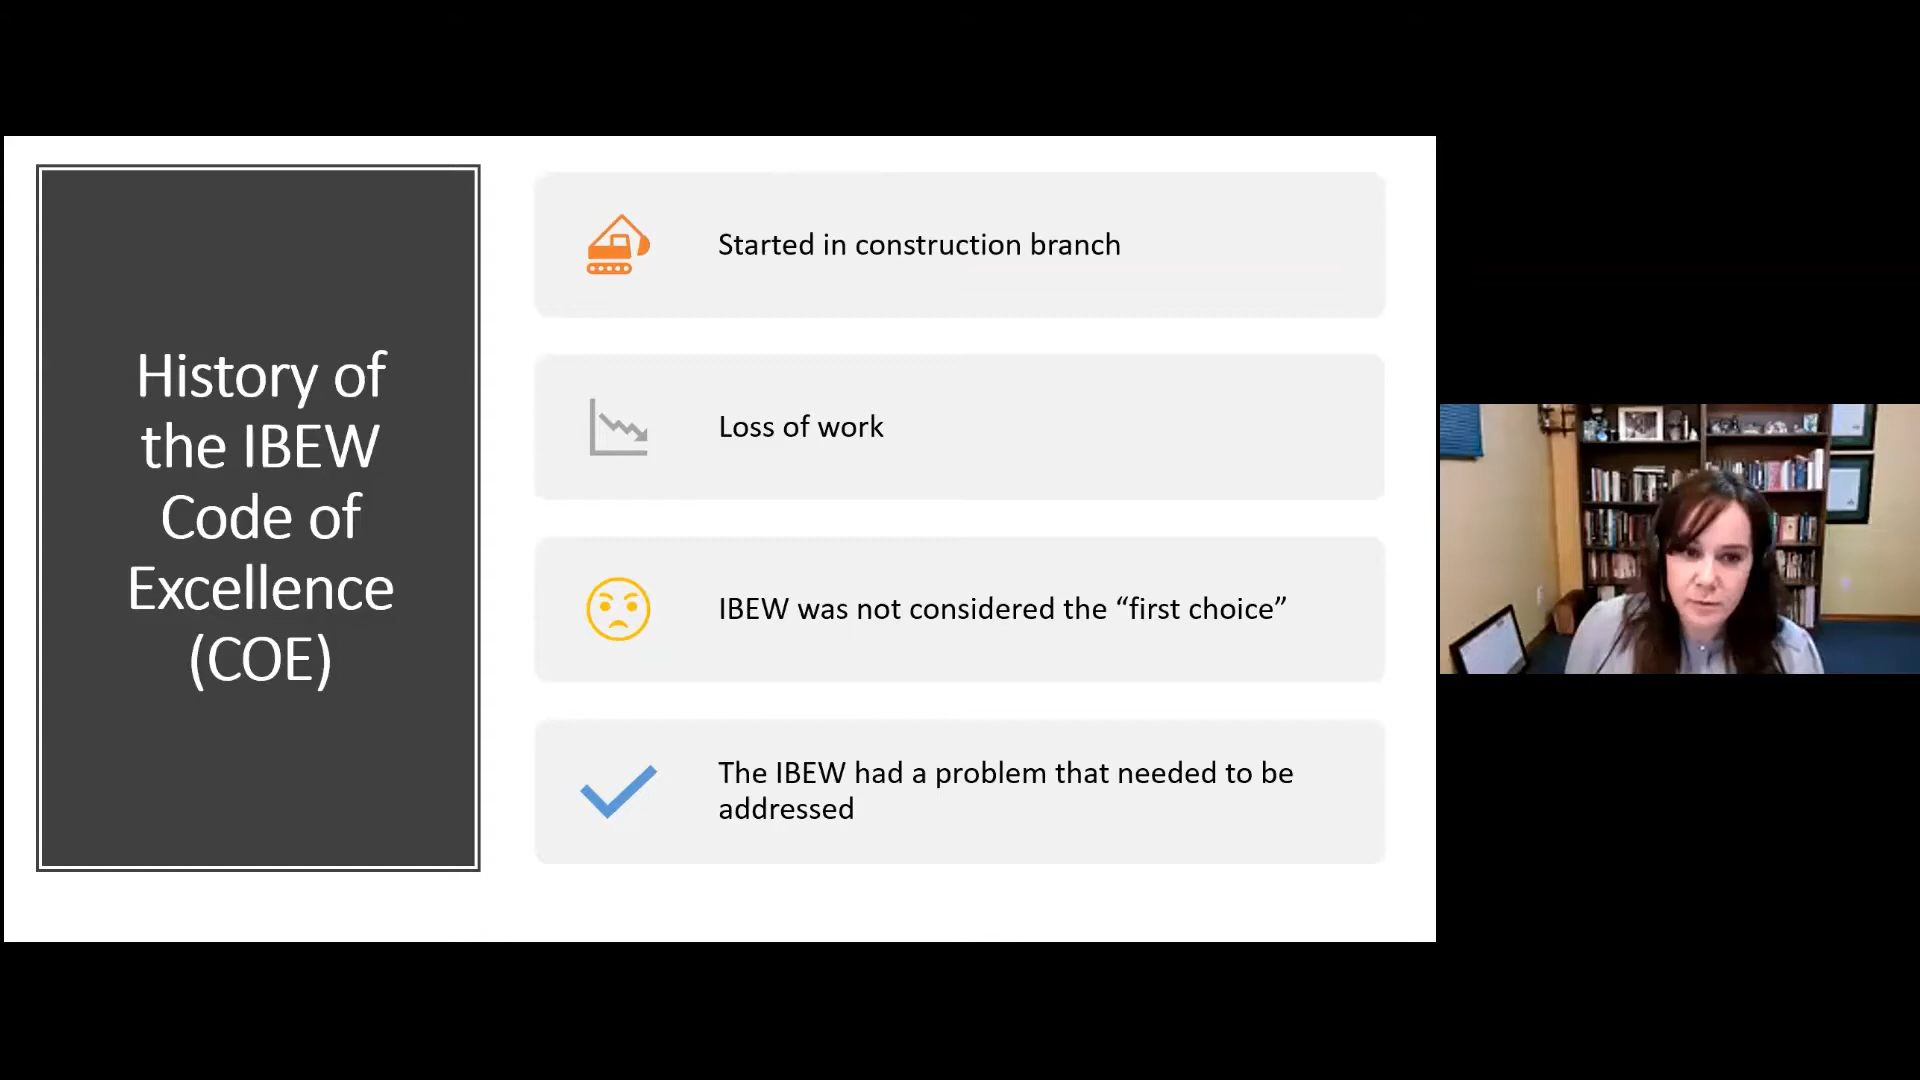 History of
the IBEW
Code of
Excellence
(COE)
Started in construction branch
Loss of work
IBEW was not considered the “first choice”
The IBEW had a problem that needed to be
addressed